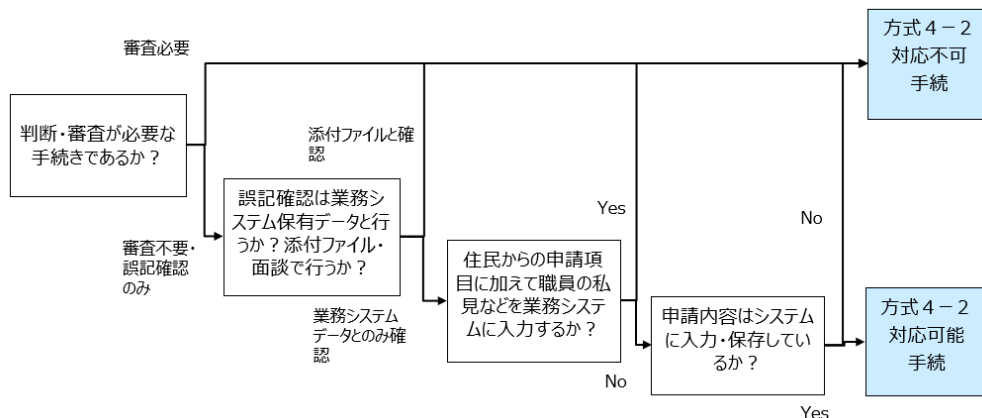 審査必要
方式４－２
対応不可
手続
判断・審査が必要な
手続きであるか？
添付ファイルと確
認
誤記確認は業務シ
ステム保有データと行
うか？添付ファイル・
面談で行うか？
Yes
No
審査不要・
誤記確認
のみ
住民からの申請項
目に加えて職員の私
見などを業務システ
ムに入力するか？
業務システム
データとのみ確
認
申請内容はシステム
に入力・保存してい
るか？
方式４－２
対応可能
手続
No
Yes